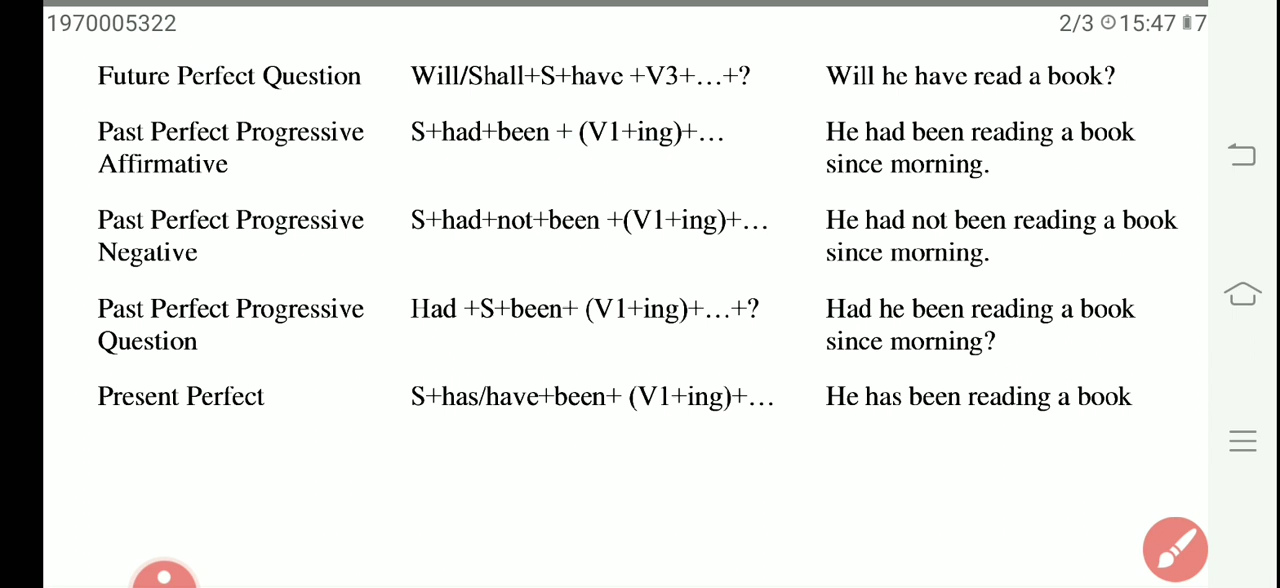 1970005322 2/3 15:47 7
Future Perfect Question Will/Shall+S+have +V3+…+? Will he have read a book?
Past Perfect Progressive S+had+been + (V1+ing)+… He had been reading a book
Affirmative since morning.
Past Perfect Progressive S+had+not+been +(V1+ing)+… He had not been reading a book
Negative since morning.
Past Perfect Progressive Had +S+been+ (V1+ing)+…+? Had he been reading a book
Question since morning?
Present Perfect S+has/have+been+ (V1+ing)+… He has been reading a book